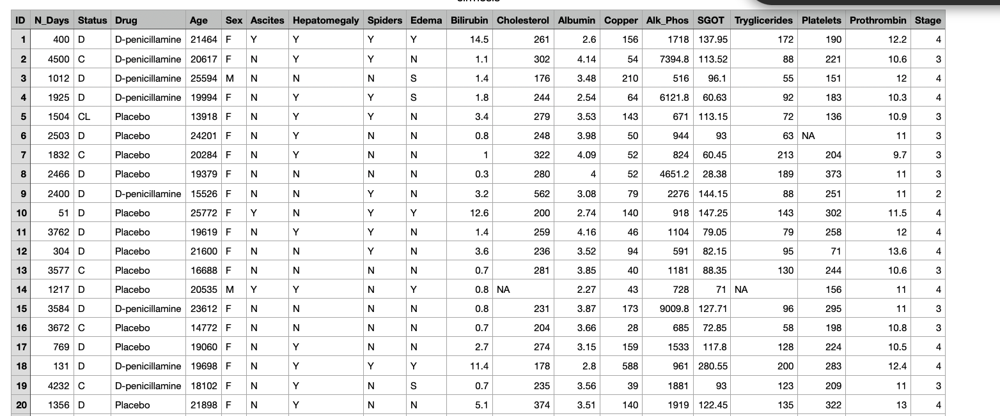 ID N_Days Status Drug Age Sex Ascites Hepatomegaly Spiders Edema Bilirubin Cholesterol Albumin Copper Alk_Phos SGOT Tryglicerides Platelets Prothrombin Stage
1 400 D D-penicillamine 21464 F Y Y Y Y 14.5 261 2.6 156 1718 137.95 172 190 12.2 4
2 4500 C D-penicillamine 20617 F N Y Y N 1.1 302 4.14 54 7394.8 113.52 88 221 10.6 3
3 1012 D D-penicillamine 25594 M N N N S 1.4 176 3.48 210 516 96.1 55 151 12 4
4 1925 D D-penicillamine 19994 F N Y Y S 1.8 244 2.54 64 6121.8 60.63 92 183 10.3 4
5 1504 CL Placebo 13918 F N Y Y N 3.4 279 3.53 143 671 113.15 72 136 10.9 3
6 2503 D Placebo 24201 F N Y N N 0.8 248 3.98 50 944 93 63 NA 11 3
7 1832 C Placebo 20284 F N Y N N 1 322 4.09 52 824 60.45 213 204 9.7 3
8 2466 D Placebo 19379 F N N N N 0.3 280 4 52 4651.2 28.38 189 373 11 3
9 2400 D D-penicillamine 15526 F N N Y N 3.2 562 3.08 79 2276 144.15 88 251 11 2
10 51 D Placebo 25772 F Y N Y Y 12.6 200 2.74 140 918 147.25 143 302 11.5 4
11 3762 D Placebo 19619 F N Y Y N 1.4 259 4.16 46 1104 79.05 79 258 12 4
12 304 D Placebo 21600 F N N Y N 3.6 236 3.52 94 591 82.15 95 71 13.6 4
13 3577 C Placebo 16688 F N N N N 0.7 281 3.85 40 1181 88.35 130 244 10.6 3
14 1217 D Placebo 20535 M Y Y N Y 0.8 NA 2.27 43 728 71 NA 156 11 4
15 3584 D D-penicillamine 23612 F N N N N 0.8 231 3.87 173 9009.8 127.71 96 295 11 3
16 3672 C Placebo 14772 F N N N N 0.7 204 3.66 28 685 72.85 58 198 10.8 3
17 769 D Placebo 19060 F N Y N N 2.7 274 3.15 159 1533 117.8 128 224 10.5 4
18 131 D D-penicillamine 19698 F N Y Y Y 11.4 178 2.8 588 961 280.55 200 283 12.4 4
19 4232 C D-penicillamine 18102 F N Y N S 0.7 235 3.56 39 1881 93 123 209 11 3
20 1356 D Placebo 21898 F N Y N N 5.1 374 3.51 140 1919 122.45 135 322 13 4